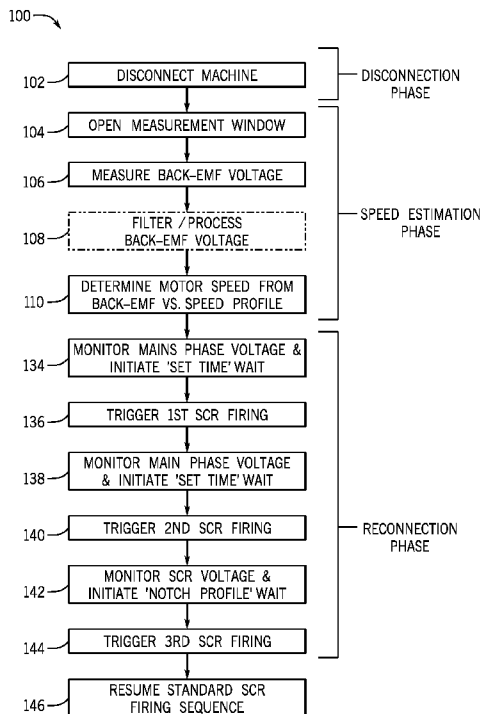 100
102
DISCONNECT MACHINE
DISCONNECTION
PHASE
104
OPEN MEASUREMENT WINDOW
106
MEASURE BACK-EMF VOLTAGE
108
FILTER / PROCESS
BACK-EMF VOLTAGE
SPEED ESTIMATION
PHASE
110
DETERMINE MOTOR SPEED FROM
BACK-EMF VS. SPEED PROFILE
134
MONITOR MAINS PHASE VOLTAGE &
INITIATE 'SET TIME' WAIT
136
TRIGGER 1ST SCR FIRING
138
MONITOR MAIN PHASE VOLTAGE
& INITIATE 'SET TIME' WAIT
140
TRIGGER 2ND SCR FIRING
RECONNECTION
PHASE
142
MONITOR SCR VOLTAGE &
INITIATE 'NOTCH PROFILE' WAIT
144
TRIGGER 3RD SCR FIRING
146
RESUME STANDARD SCR
FIRING SEQUENCE